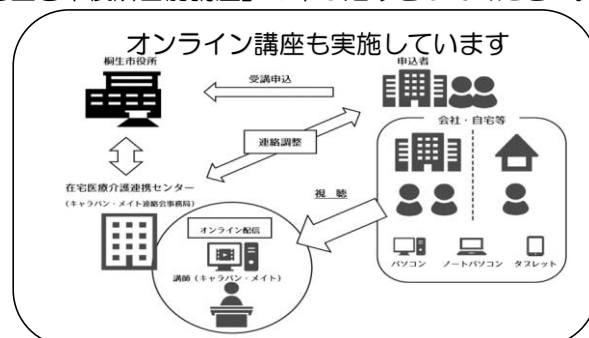 オンライン講座も実施しています
桐生市役所
申込者
受講申込
会社・自宅等
連絡調整
在宅医療介護連携センター
(キャラバン・メイト連絡会事務局)
視 聴
オンライン配信
講師(キャラバン・メイト)
パソコン
ノートパソコン
タブレット